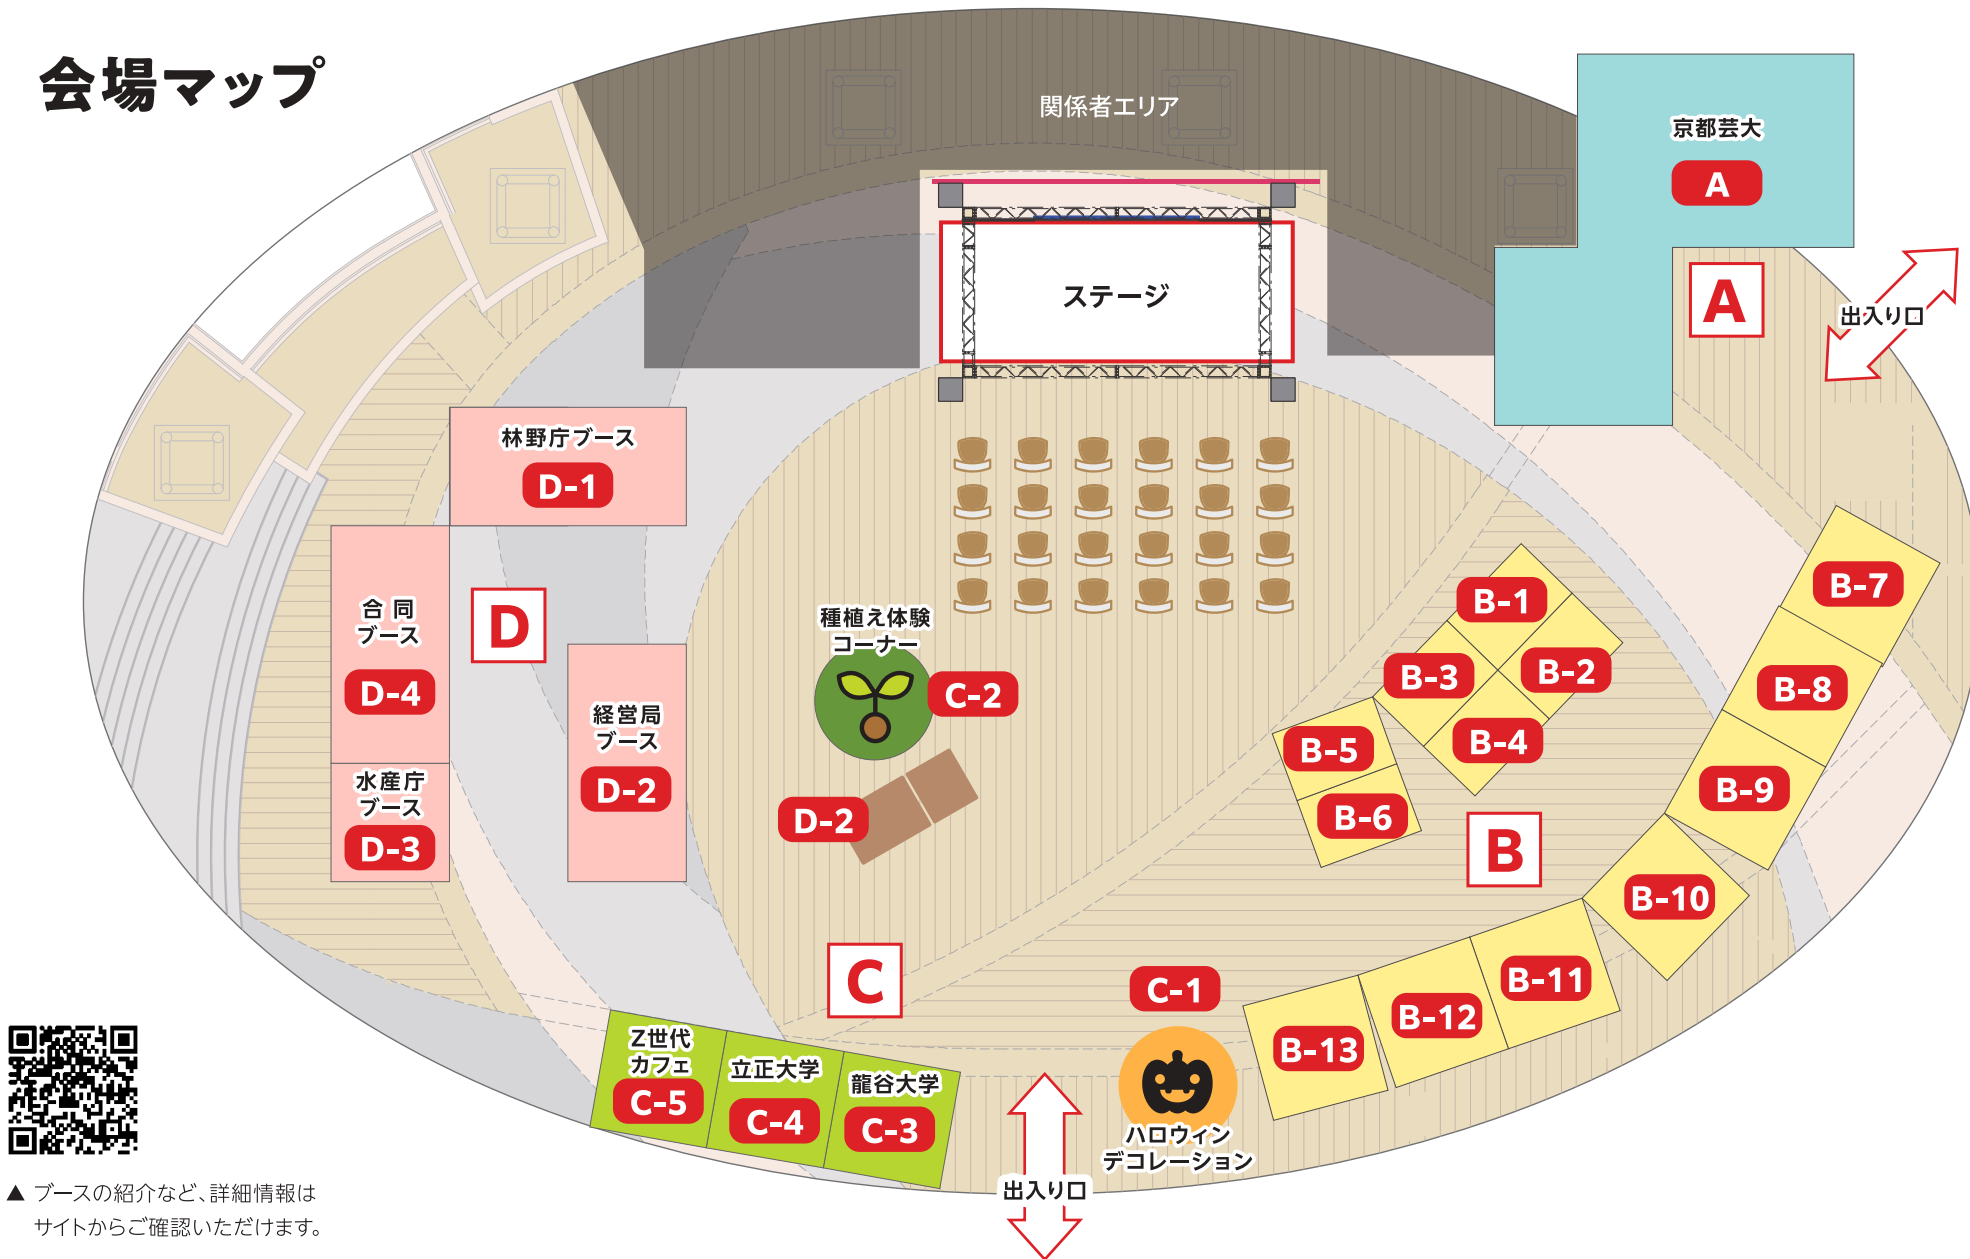 会場マップ
関係者エリア
京都芸大
A
A
出入り口
ステージ
林野庁ブース
D-1
合同
ブース
D-4
D
水産庁
ブース
D-3
経営局
ブース
D-2
種植え体験
コーナー
C-2
D-2
B-1
B-2
B-3
B-4
B-5
B-6
B
B-7
B-8
B-9
B-10
B-11
B-12
B-13
C
C-1
ハロウィン
デコレーション
Z世代
カフェ
C-5
立正大学
C-4
龍谷大学
C-3
出入り口
▲ ブースの紹介など、詳細情報は
サイトからご確認いただけます。